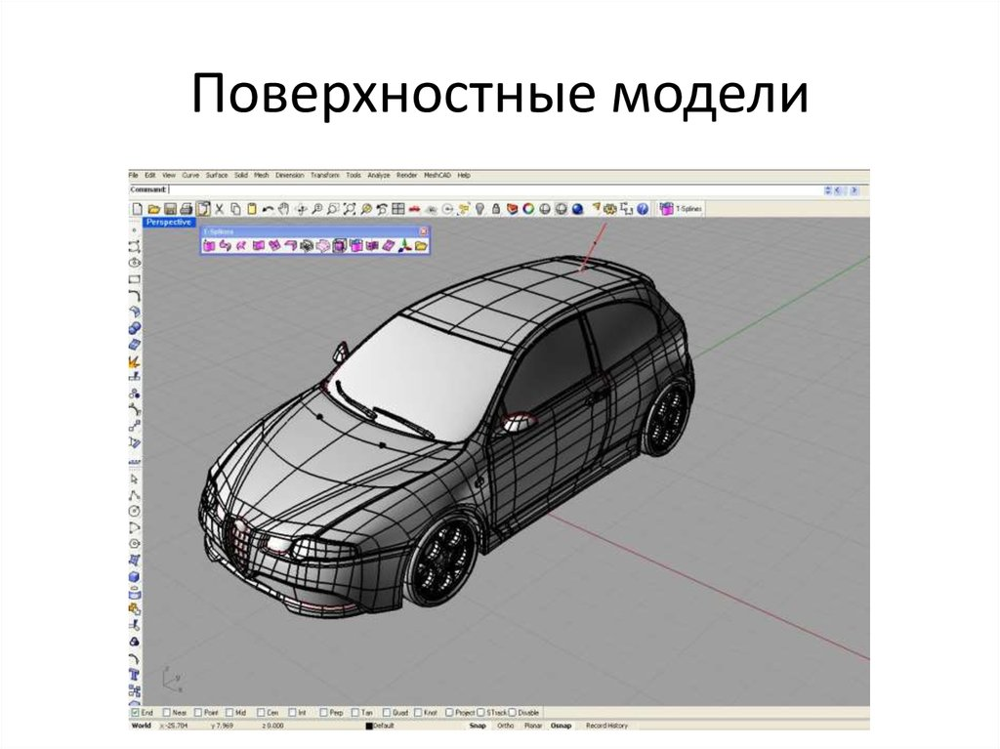 Поверхностные модели
File Edit View Curve Surface Solid Mesh Dimension Transform Tools Analyze Render MeshCAD Help
Command:
T-Splines
Perspective
T-Splines
z
y
x
End Near Point Mid Cen Int Perp Tan Quad Knot Project STrack Disable
World x -25.704 y 7.969 z 0.000 Default Snap Ortho Planar Osnap Record History